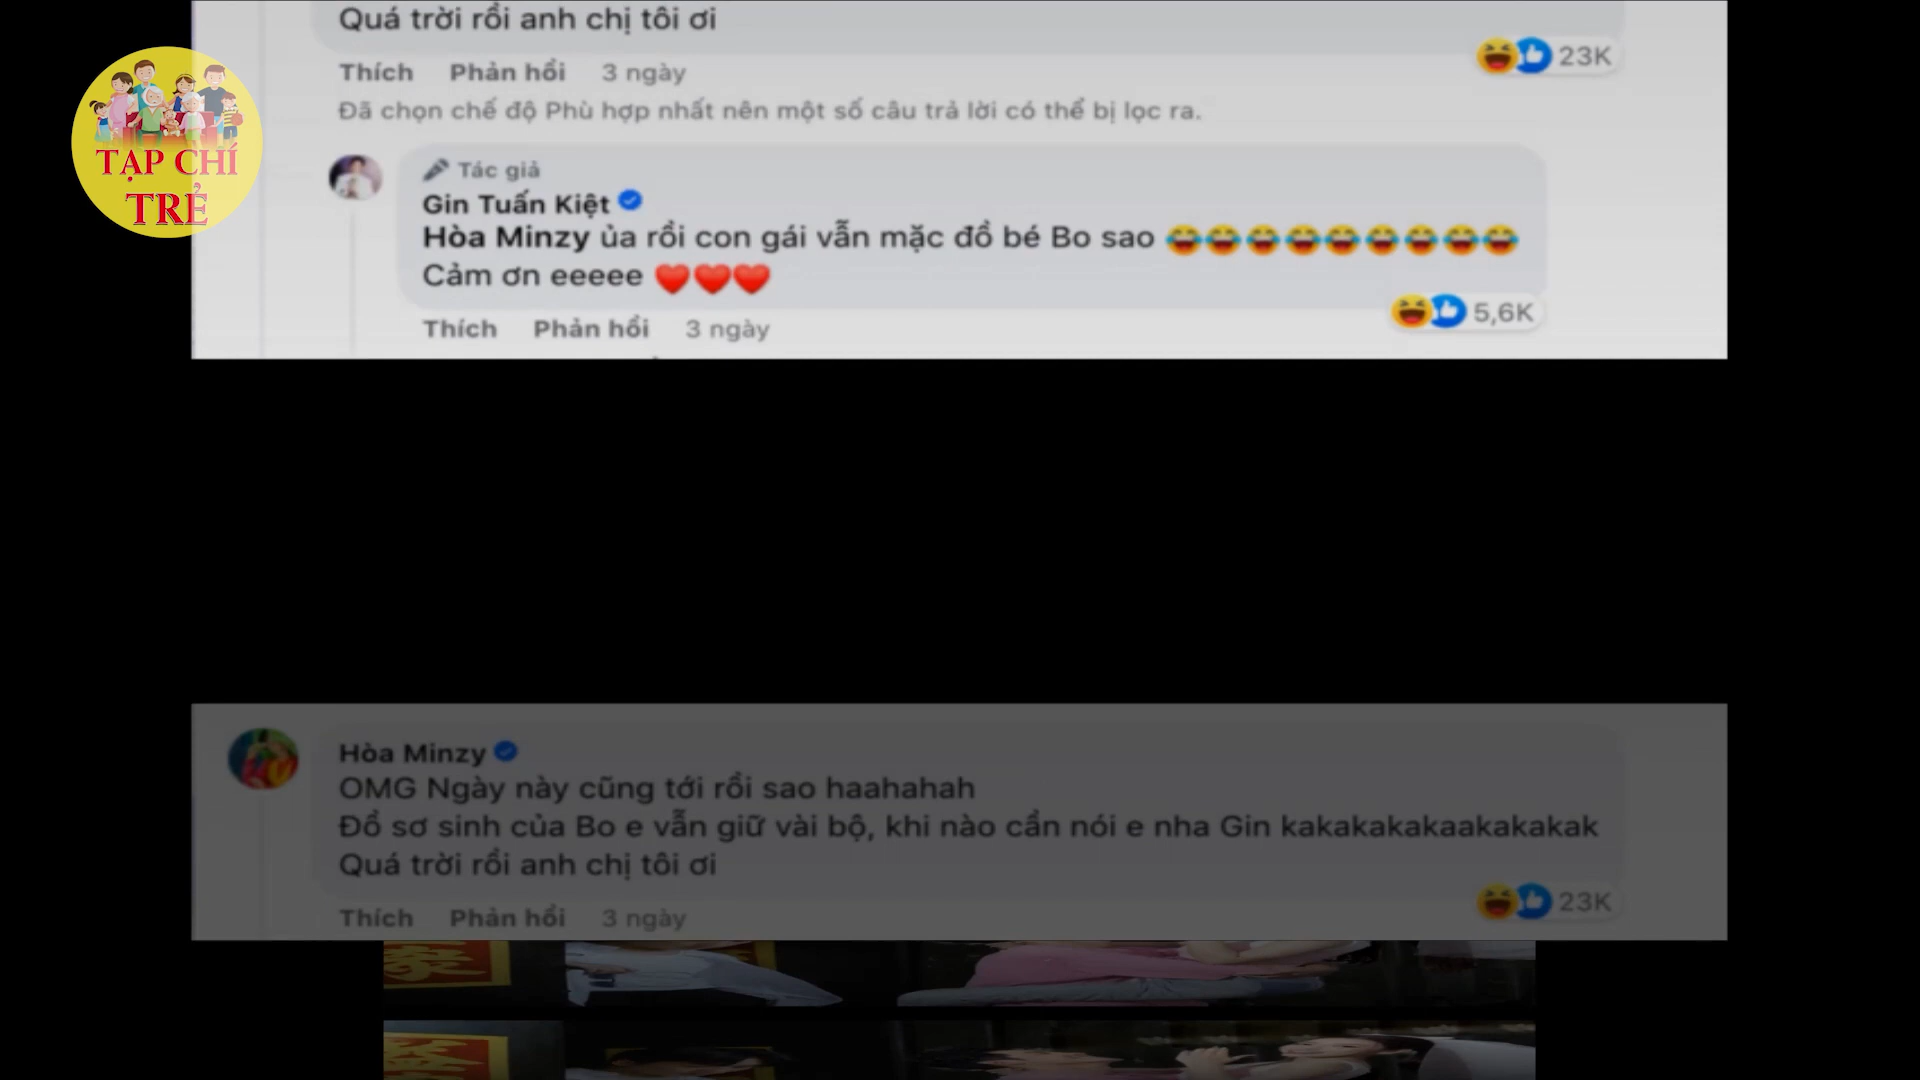 Quá trời rồi anh chị tôi ơi
23K
Thích Phản hồi 3 ngày
Đã chọn chế độ Phù hợp nhất nên một số câu trả lời có thể bị lọc ra.
TẠP CHÍ
TRẺ
Tác giả
Gin Tuấn Kiệt
Hòa Minzy ủa rồi con gái vẫn mặc đồ bé Bo sao 😂😂😂😂😂😂😂😂😂
Cảm ơn eeeee ❤️❤️❤️
5,6K
Thích Phản hồi 3 ngày
Hòa Minzy
OMG Ngày này cũng tới rồi sao haahahah
Đồ sơ sinh của Bo e vẫn giữ vài bộ, khi nào cần nói e nha Gin kakakakakaakakakak
Quá trời rồi anh chị tôi ơi
23K
Thích Phản hồi 3 ngày